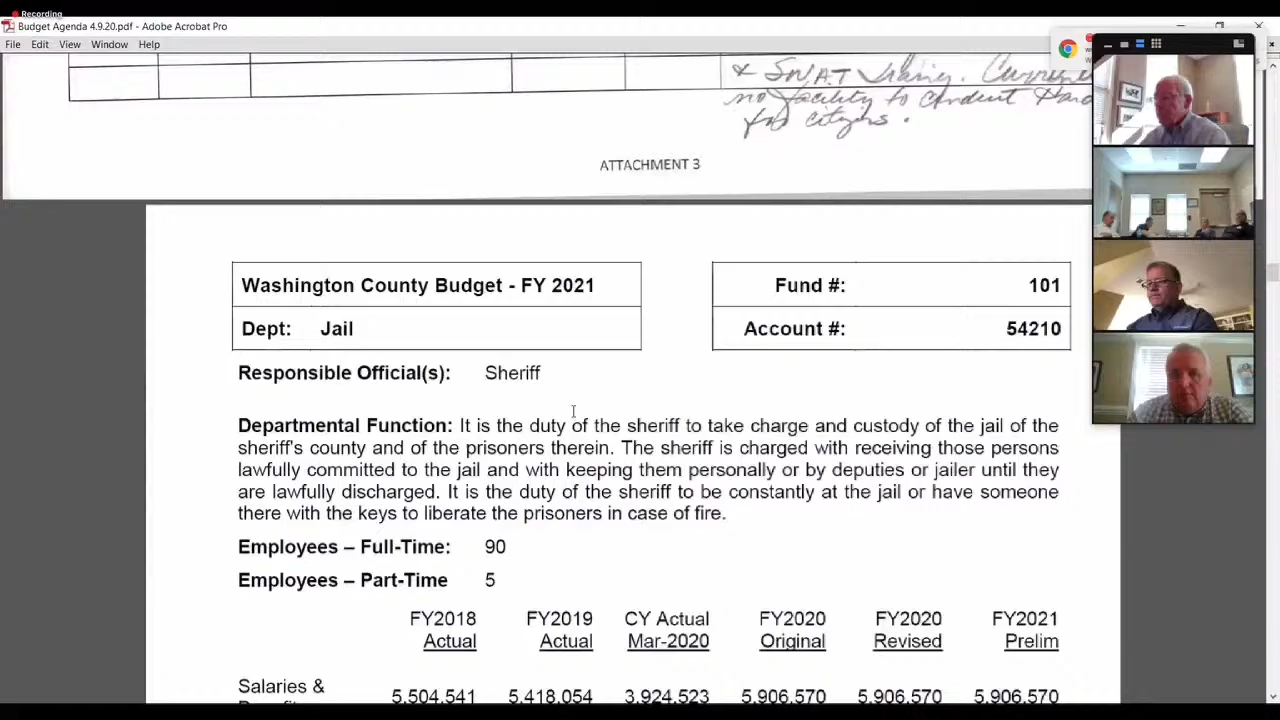 Recording
Budget Agenda 4.9.20.pdf - Adobe Acrobat Pro
File Edit View Window Help
& S.W.A.T
no facility to
for citizens.
ATTACHMENT 3
Washington County Budget - FY 2021
Dept: Jail
Fund #: 101
Account #: 54210
Responsible Official(s): Sheriff
Departmental Function: It is the duty of the sheriff to take charge and custody of the jail of the
sheriff's county and of the prisoners therein. The sheriff is charged with receiving those persons
lawfully committed to the jail and with keeping them personally or by deputies or jailer until they
are lawfully discharged. It is the duty of the sheriff to be constantly at the jail or have someone
there with the keys to liberate the prisoners in case of fire.
Employees – Full-Time: 90
Employees – Part-Time 5
FY2018 FY2019 CY Actual FY2020 FY2020 FY2021
Actual Actual Mar-2020 Original Revised Prelim
Salaries &
5,504,541 5,418,054 3,924,523 5,906,570 5,906,570 5,906,570